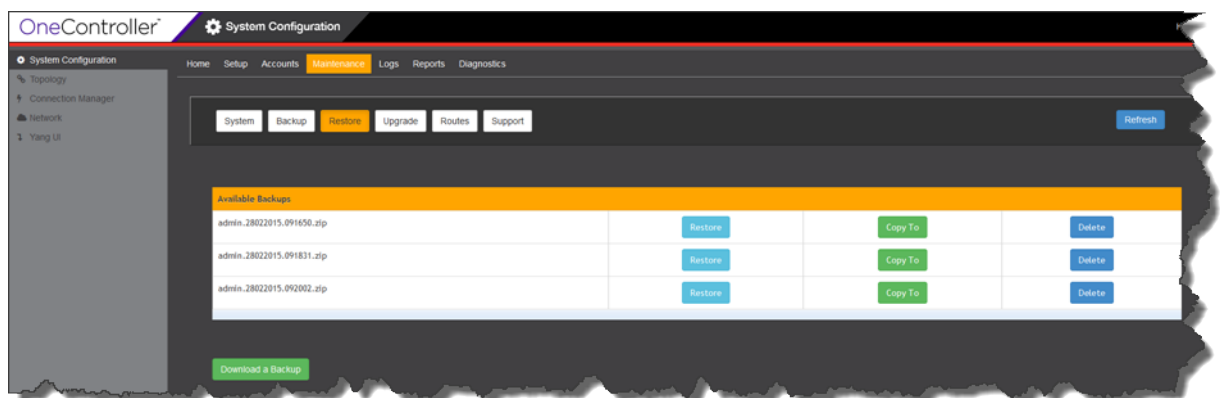 OneController™ System Configuration
System Configuration
Topology
Connection Manager
Network
Yang UI
Home Setup Accounts Maintenance Logs Reports Diagnostics
System Backup Restore Upgrade Routes Support Refresh
Available Backups
admin.28022015.091650.zip Restore Copy To Delete
admin.28022015.091831.zip Restore Copy To Delete
admin.28022015.092002.zip Restore Copy To Delete
Download a Backup